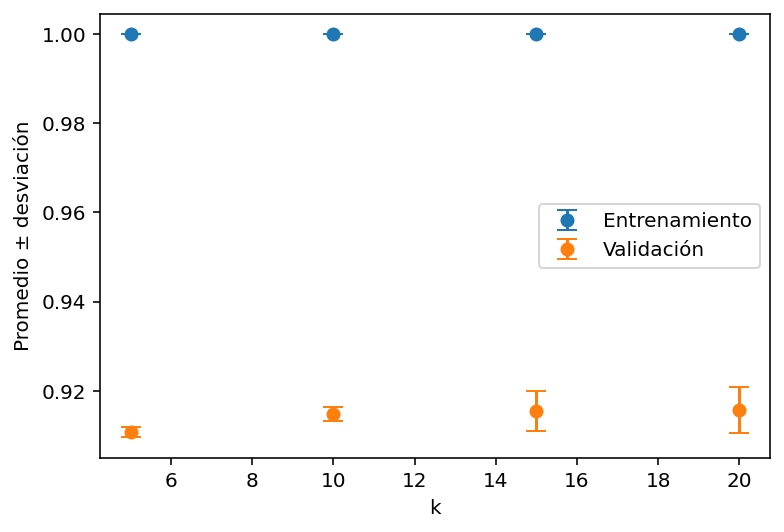 1.00
0.98
0.96
0.94
0.92
Promedio ± desviación
Entrenamiento
Validación
6 8 10 12 14 16 18 20
k